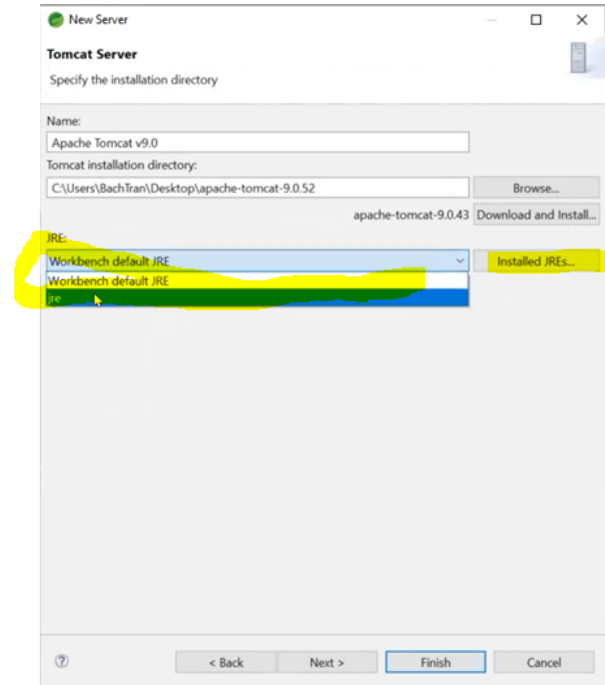 New Server
Tomcat Server
Specify the installation directory
Name:
Apache Tomcat v9.0
Tomcat installation directory:
C:\Users\BachTran\Desktop\apache-tomcat-9.0.52
Browse...
apache-tomcat-9.0.43 Download and Install...
JRE:
Workbench default JRE
Installed JREs...
Workbench default JRE
jre
< Back Next > Finish Cancel